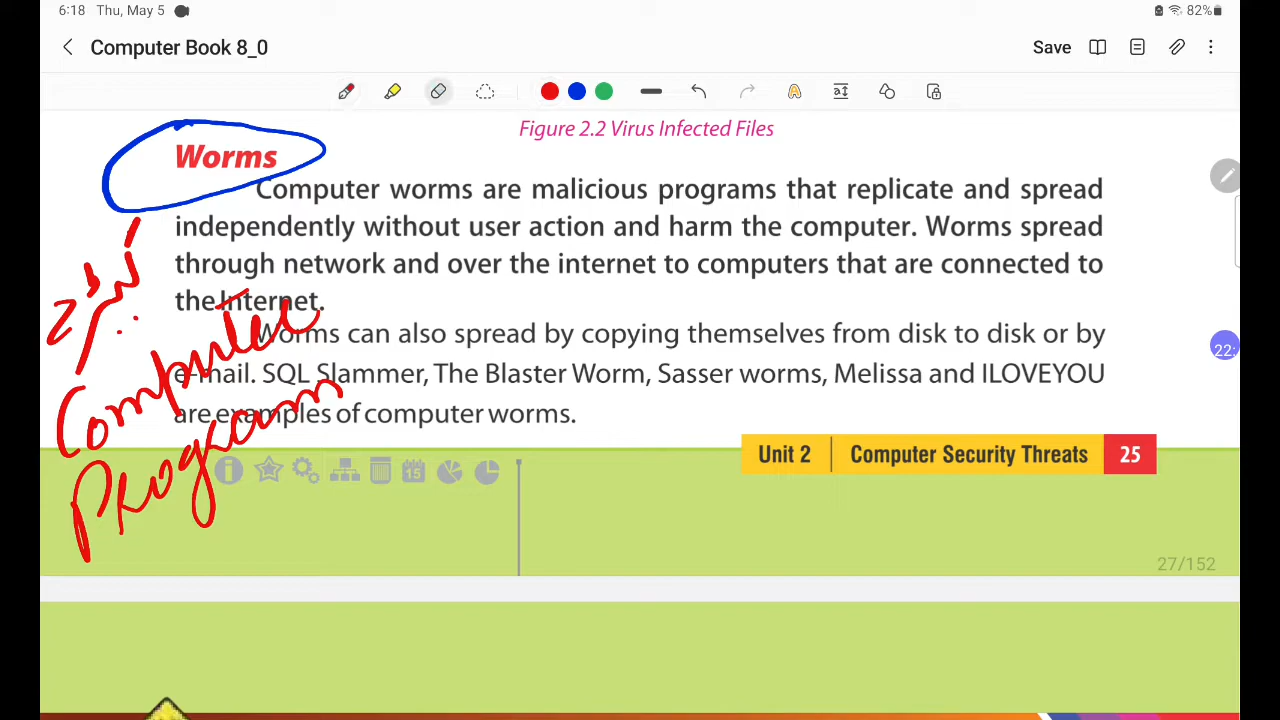 6:18 Thu, May 5 82%
Computer Book 8_0 Save
Figure 2.2 Virus Infected Files
Worms
Computer worms are malicious programs that replicate and spread
independently without user action and harm the computer. Worms spread
through network and over the internet to computers that are connected to
the Internet.
Worms can also spread by copying themselves from disk to disk or by
e-mail. SQL Slammer, The Blaster Worm, Sasser worms, Melissa and ILOVEYOU
are examples of computer worms.
Computer
Program
Unit 2 Computer Security Threats 25
15
27/152
22: